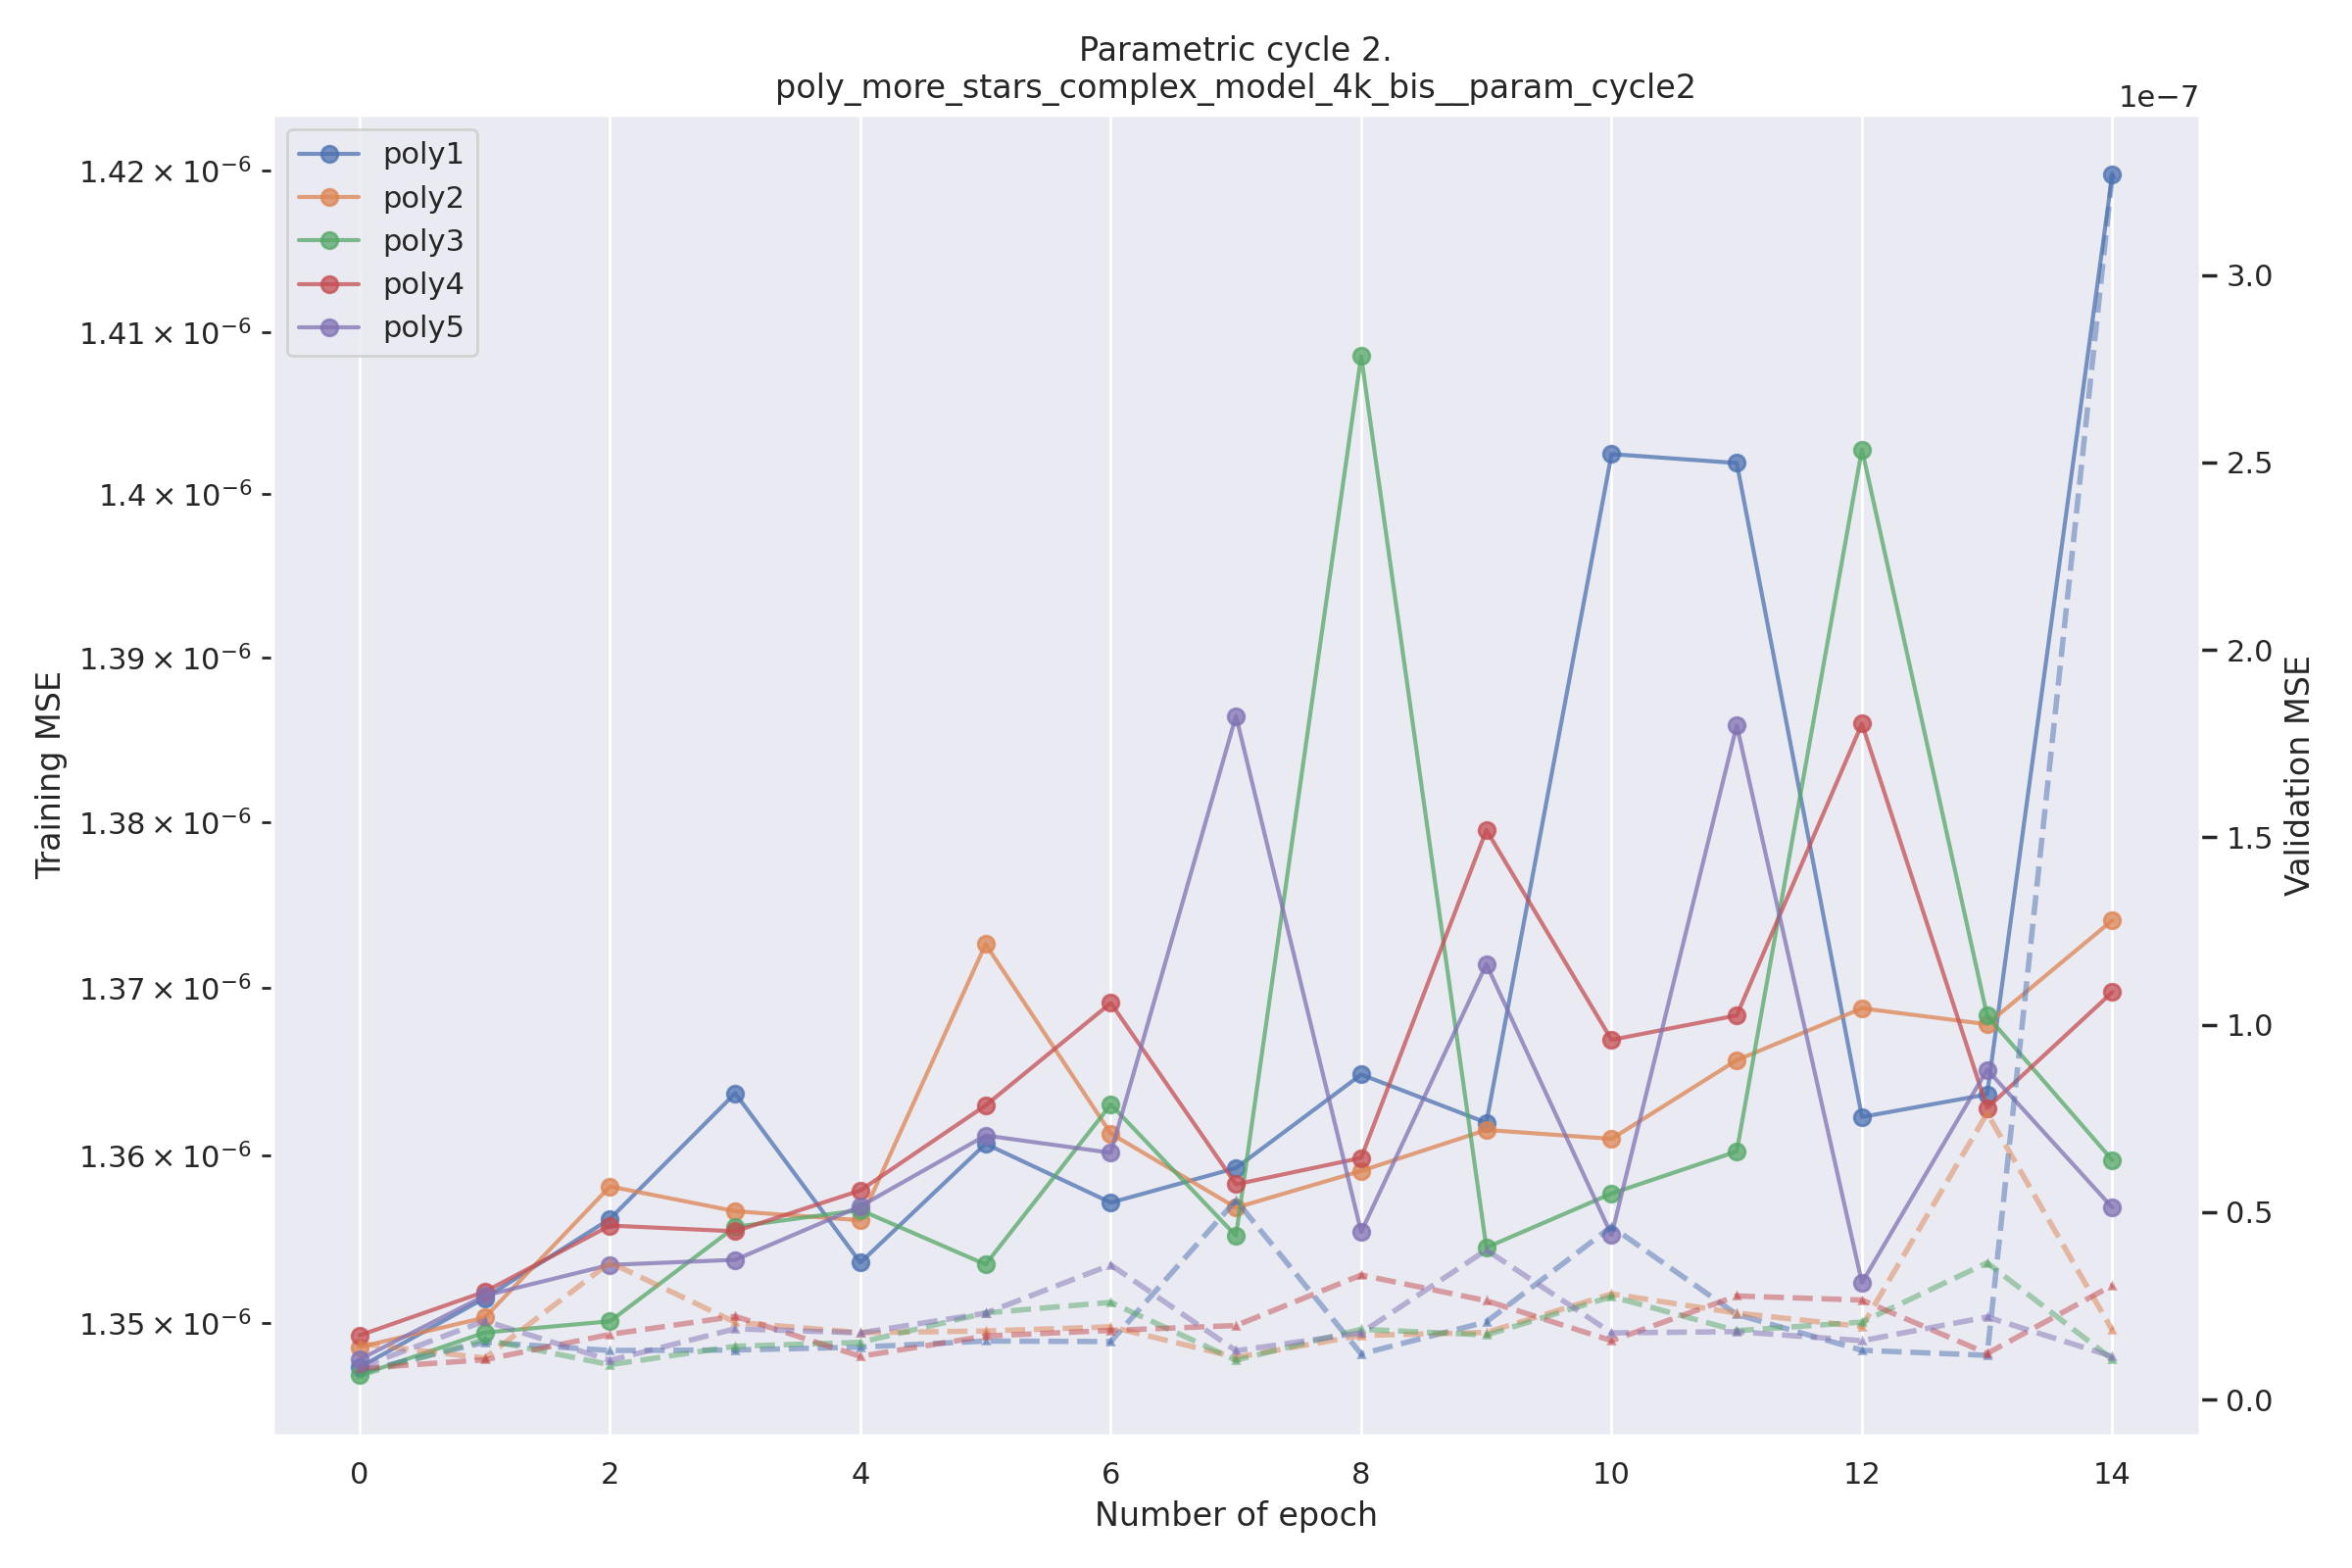 Parametric cycle 2.
poly_more_stars_complex_model_4k_bis__param_cycle2
1e−7
poly1
poly2
poly3
poly4
poly5
1.42 × 10⁻⁶
1.41 × 10⁻⁶
1.4 × 10⁻⁶
1.39 × 10⁻⁶
1.38 × 10⁻⁶
1.37 × 10⁻⁶
1.36 × 10⁻⁶
1.35 × 10⁻⁶
Training MSE
3.0
2.5
2.0
1.5
1.0
0.5
0.0
Validation MSE
0 2 4 6 8 10 12 14
Number of epoch